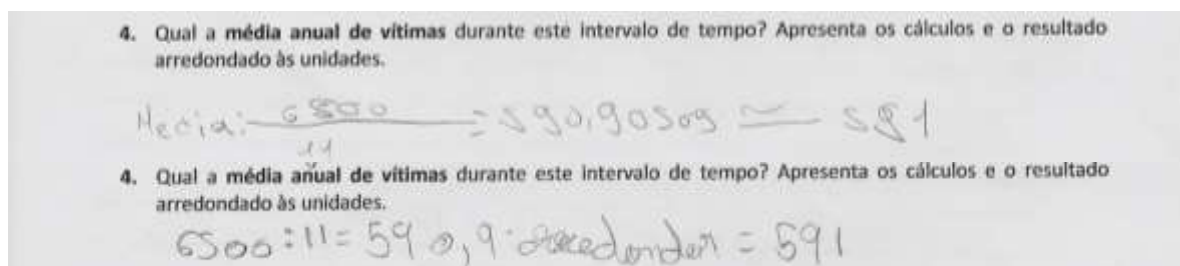 4. Qual a média anual de vítimas durante este intervalo de tempo? Apresenta os cálculos e o resultado
arredondado às unidades.
Media: 6500
= 590,90909 ≃ 591
11
4. Qual a média anual de vítimas durante este intervalo de tempo? Apresenta os cálculos e o resultado
arredondado às unidades.
6500 : 11 = 590,9 = 591